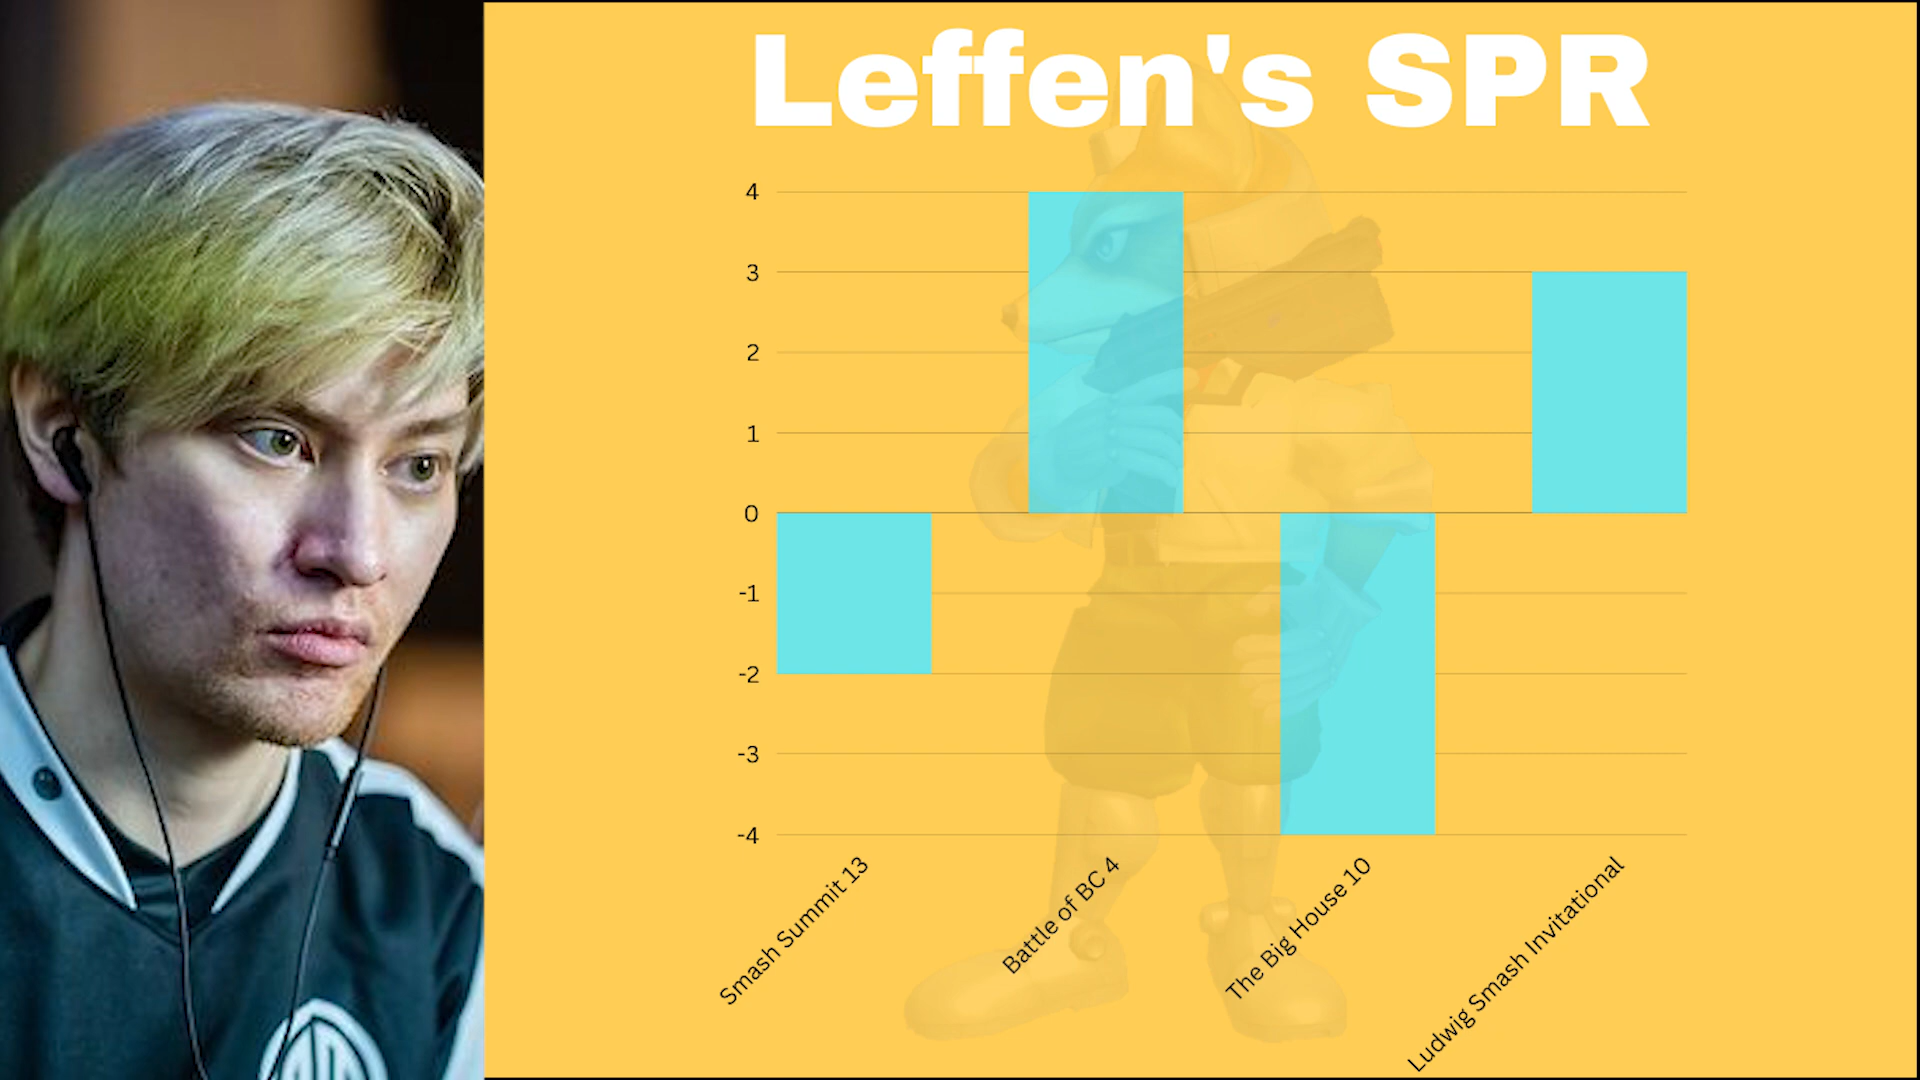 Leffen's SPR
4
3
2
1
0
-1
-2
-3
-4
Smash Summit 13
Battle of BC 4
The Big House 10
Ludwig Smash Invitational